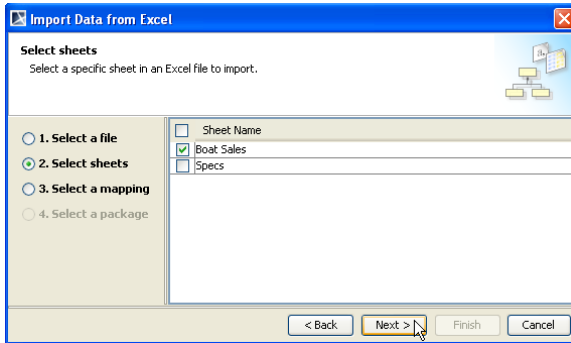 Import Data from Excel
Select sheets
Select a specific sheet in an Excel file to import.
1. Select a file
2. Select sheets
3. Select a mapping
4. Select a package
Sheet Name
Boat Sales
Specs
< Back
Next >
Finish
Cancel